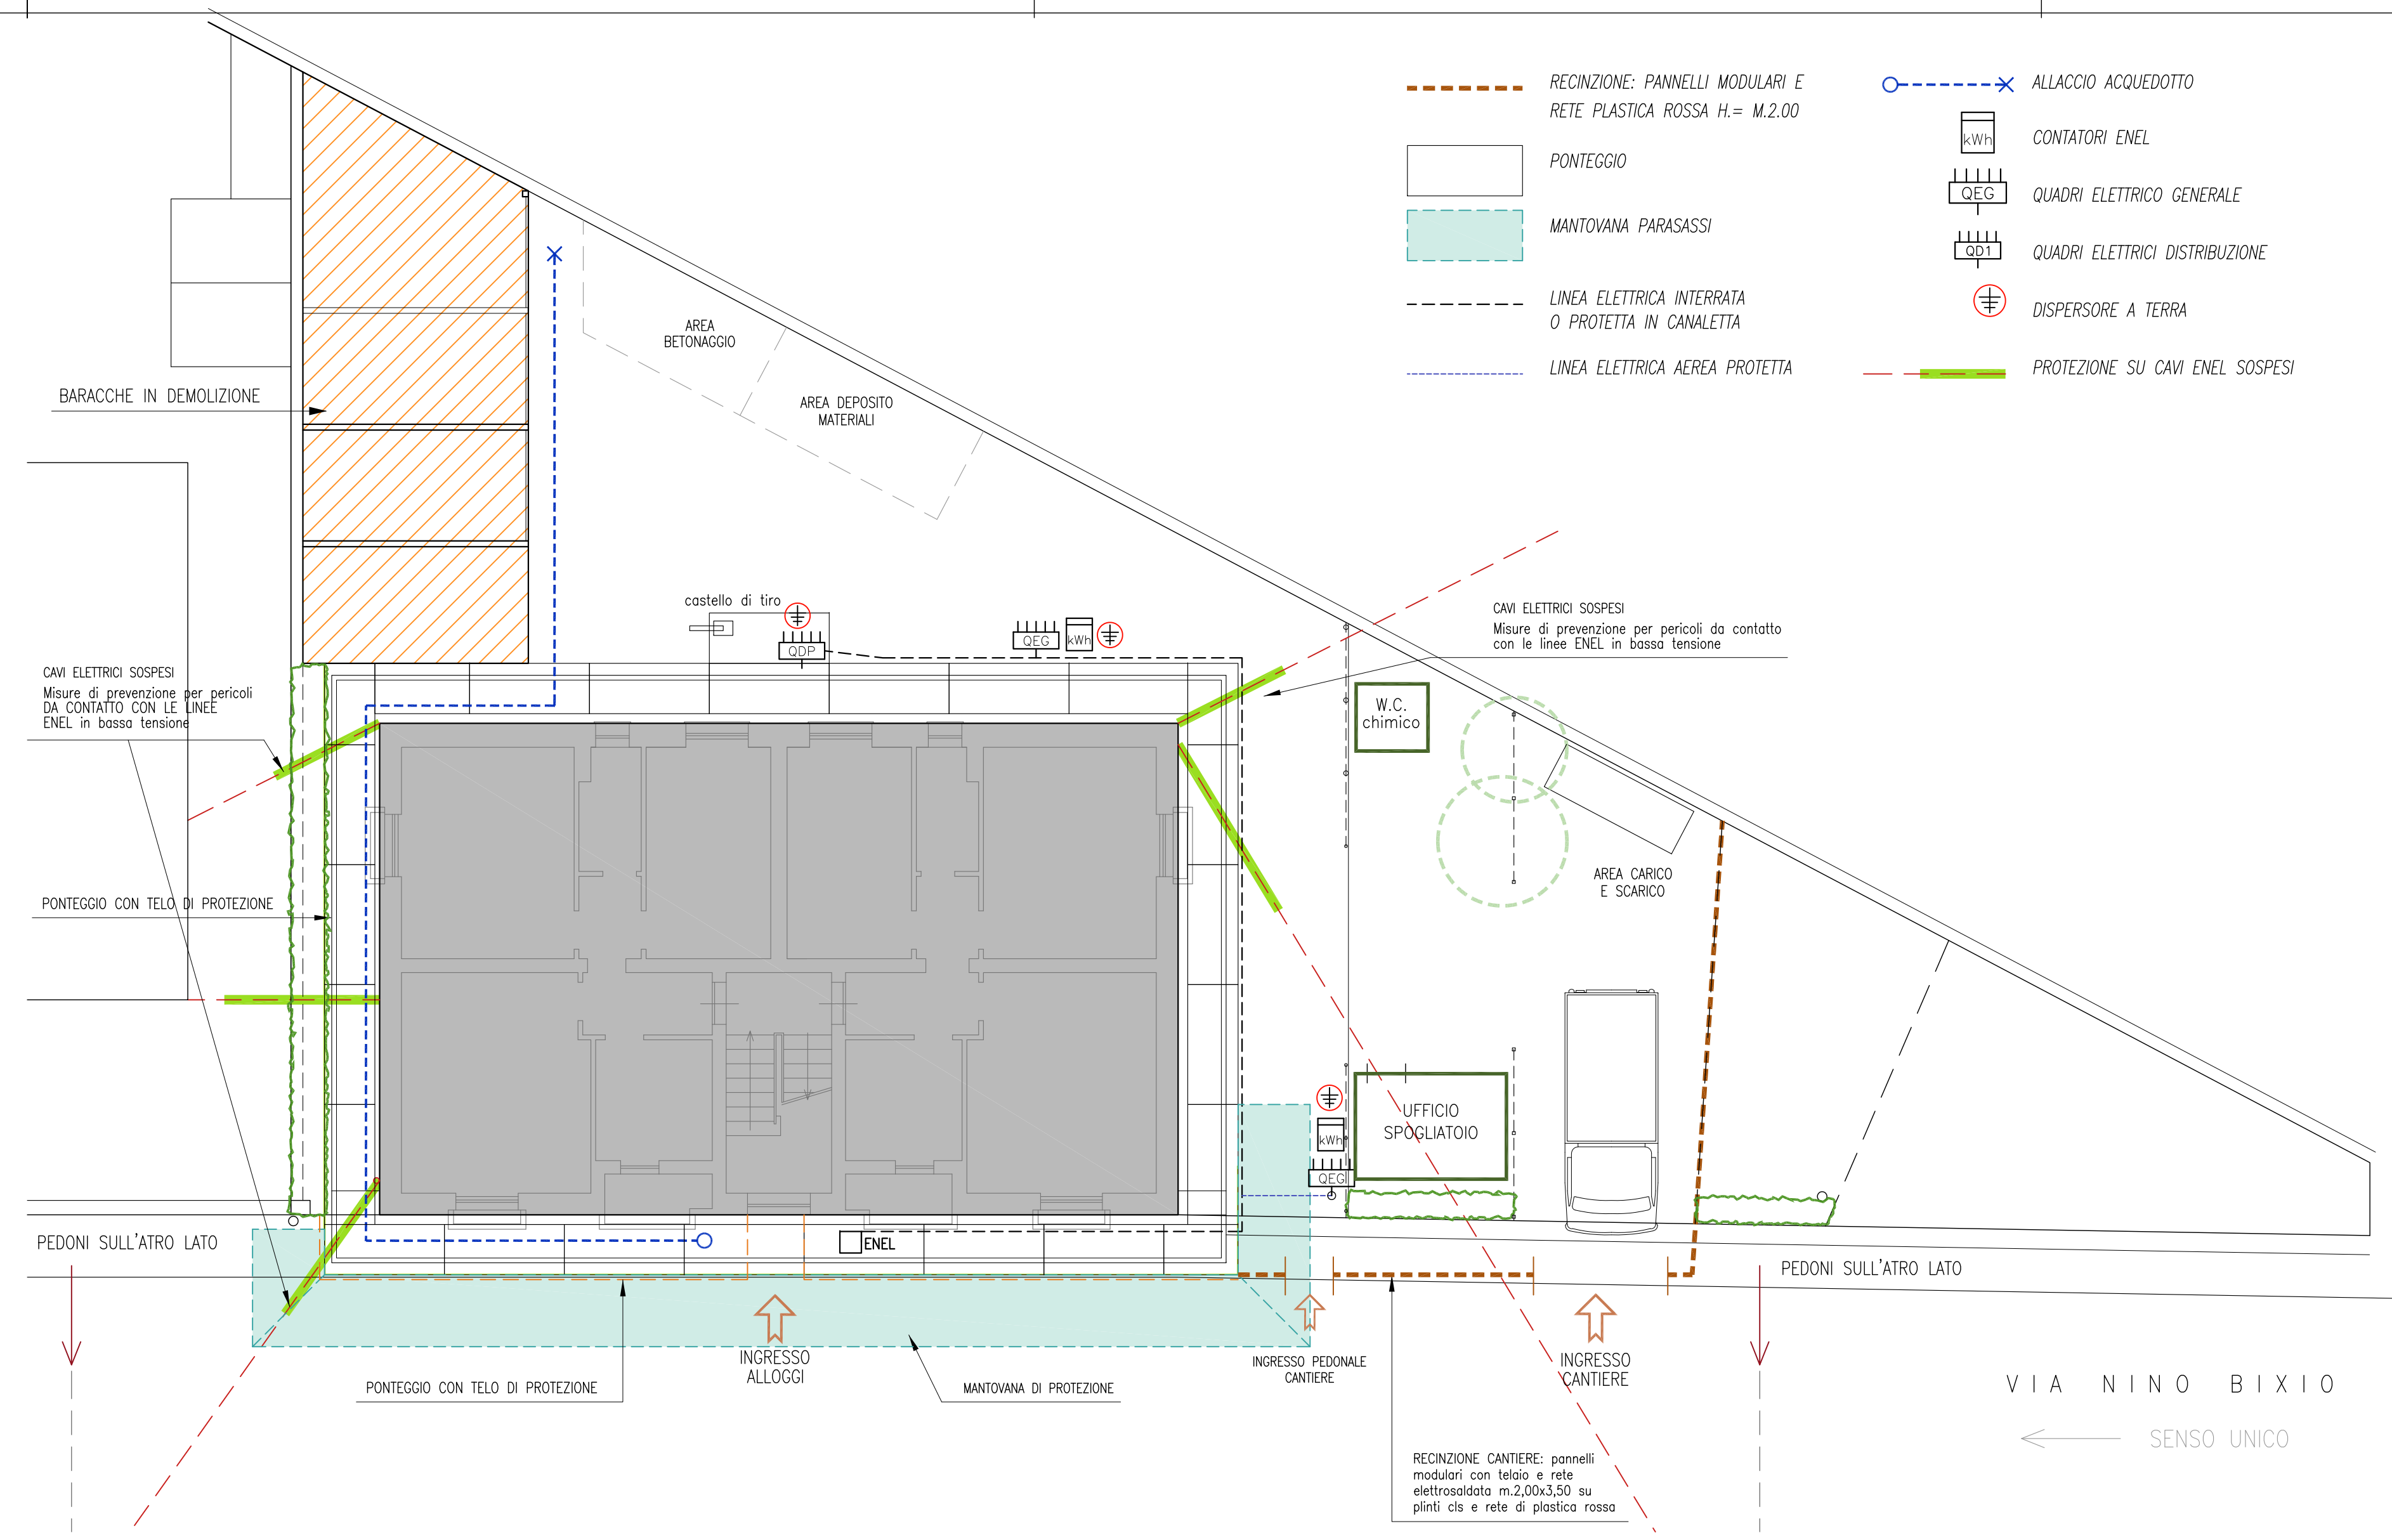 RECINZIONE: PANNELLI MODULARI E
RETE PLASTICA ROSSA H.= M.2.00
PONTEGGIO
MANTOVANA PARASASSI
LINEA ELETTRICA INTERRATA
O PROTETTA IN CANALETTA
LINEA ELETTRICA AEREA PROTETTA
ALLACCIO ACQUEDOTTO
kWh
CONTATORI ENEL
QEG
QUADRI ELETTRICO GENERALE
QD1
QUADRI ELETTRICI DISTRIBUZIONE
DISPERSORE A TERRA
PROTEZIONE SU CAVI ENEL SOSPESI
AREA
BETONAGGIO
AREA DEPOSITO
MATERIALI
BARACCHE IN DEMOLIZIONE
castello di tiro
QDP
QEG
kWh
CAVI ELETTRICI SOSPESI
Misure di prevenzione per pericoli da contatto
con le linee ENEL in bassa tensione
CAVI ELETTRICI SOSPESI
Misure di prevenzione per pericoli
DA CONTATTO CON LE LINEE
ENEL in bassa tensione
W.C.
chimico
AREA CARICO
E SCARICO
PONTEGGIO CON TELO DI PROTEZIONE
UFFICIO
SPOGLIATOIO
kWh
QEG
ENEL
PEDONI SULL'ATRO LATO
PEDONI SULL'ATRO LATO
INGRESSO
ALLOGGI
INGRESSO PEDONALE
CANTIERE
INGRESSO
CANTIERE
PONTEGGIO CON TELO DI PROTEZIONE
MANTOVANA DI PROTEZIONE
VIA NINO BIXIO
SENSO UNICO
RECINZIONE CANTIERE: pannelli
modulari con telaio e rete
elettrosaldata m.2,00x3,50 su
plinti cls e rete di plastica rossa